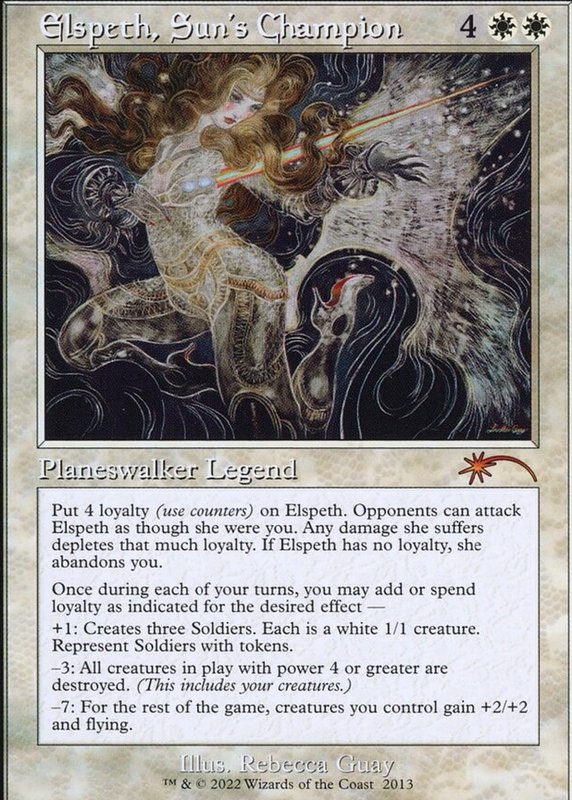 Elspeth, Sun's Champion 4
Planeswalker Legend
Put 4 loyalty (use counters) on Elspeth. Opponents can attack
Elspeth as though she were you. Any damage she suffers
depletes that much loyalty. If Elspeth has no loyalty, she
abandons you.
Once during each of your turns, you may add or spend
loyalty as indicated for the desired effect —
+1: Creates three Soldiers. Each is a white 1/1 creature.
Represent Soldiers with tokens.
–3: All creatures in play with power 4 or greater are
destroyed. (This includes your creatures.)
–7: For the rest of the game, creatures you control gain +2/+2
and flying.
Illus. Rebecca Guay
™ & © 2022 Wizards of the Coast 2013